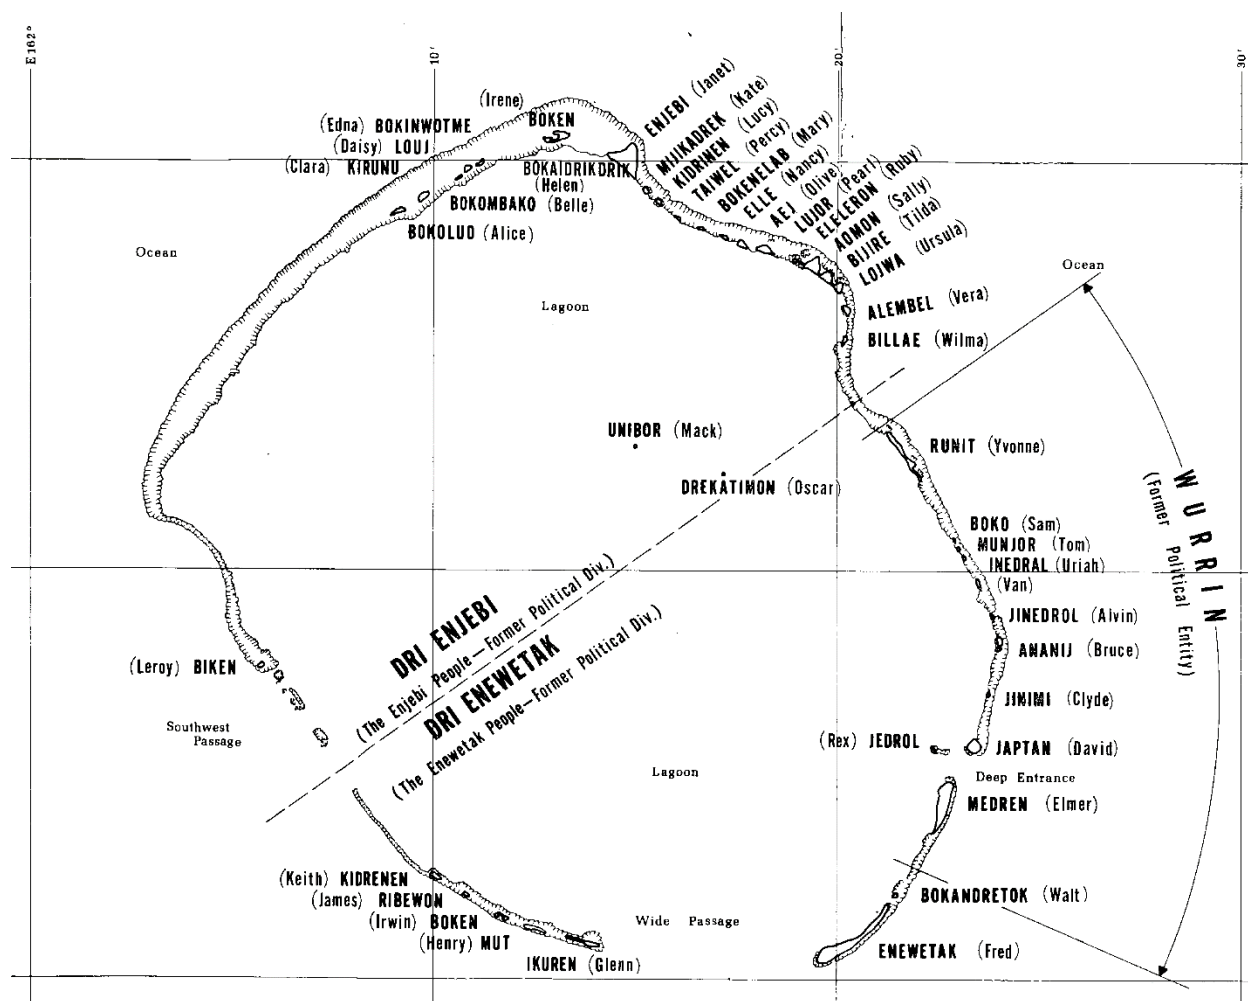 E162°
10'
20'
30'
(Irene)
BOKEN
(Edna) BOKINWOTME
(Daisy) LOUJ
(Clara) KIRUNU
BOKAIDRIKDRIK
(Helen)
BOKOMBAKO (Belle)
BOKOLUO (Alice)
ENJEBI (Janet)
MIJIKADREK (Kate)
KIDRINEN (Lucy)
TAIWEL (Percy)
BOKENELAB (Mary)
ELLE (Nancy)
AEJ (Olive)
LUJOR (Pearl)
ELELERON (Ruby)
AOMON (Sally)
BIJIRE (Tilda)
LOJWA (Ursula)
ALEMBEL (Vera)
BILLAE (Wilma)
Ocean
Ocean
Lagoon
UNIBOR (Mack)
DREKATIMON (Oscar)
RUNIT (Yvonne)
BOKO (Sam)
MUNJOR (Tom)
INEDRAL (Uriah)
(Van)
JINEDROL (Alvin)
ANANIJ (Bruce)
JINIMI (Clyde)
(Rex) JEDROL
JAPTAN (David)
Deep Entrance
MEDREN (Elmer)
BOKANDRETOK (Walt)
ENEWETAK (Fred)
WURRIN
(Former Political Entity)
DRI ENJEBI
(The Enjebi People—Former Political Div.)
DRI ENEWETAK
(The Enewetak People—Former Political Div.)
(Leroy) BIKEN
Southwest
Passage
Lagoon
(Keith) KIDRENEN
(James) RIBEWON
(Irwin) BOKEN
(Henry) MUT
IKUREN (Glenn)
Wide Passage